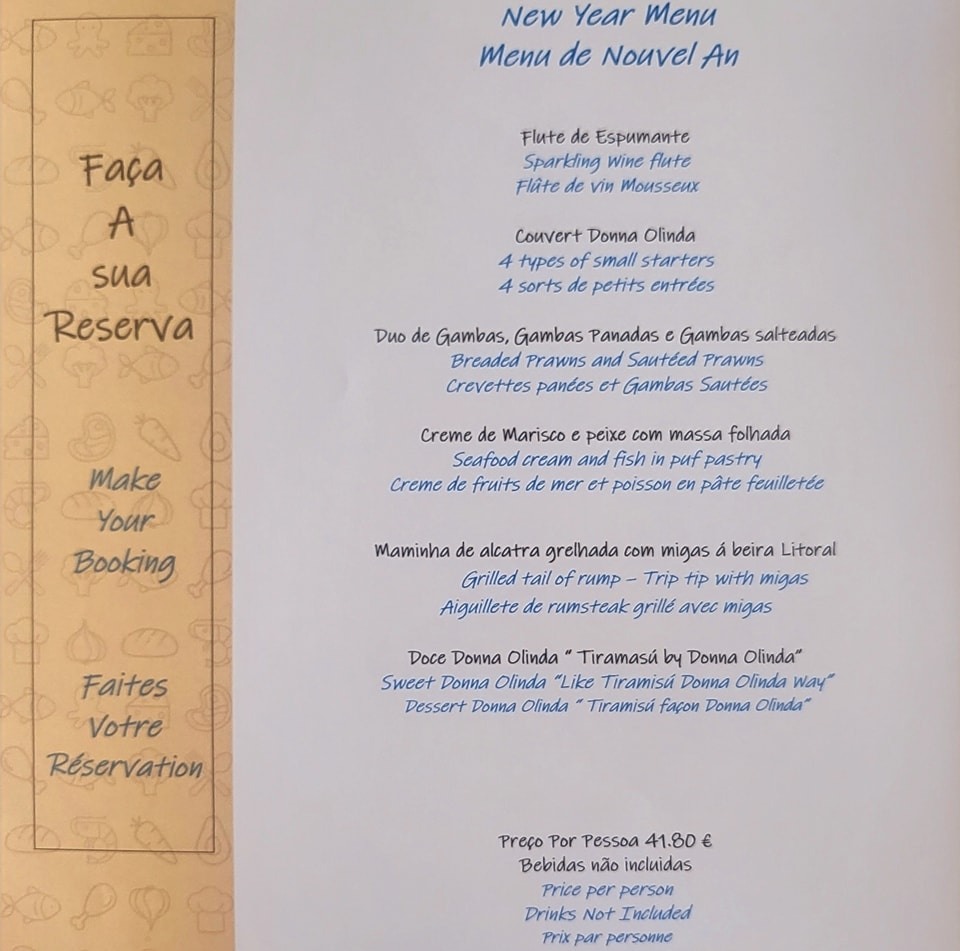 Faça
A
sua
Reserva
Make
Your
Booking
Faites
Votre
Réservation
New Year Menu
Menu de Nouvel An
Flute de Espumante
Sparkling Wine flute
Flûte de vin Mousseux
Couvert Donna Olinda
4 types of small starters
4 sorts de petits entrées
Duo de Gambas, Gambas Panadas e Gambas salteadas
Breaded Prawns and Sautéed Prawns
Crevettes panées et Gambas Sautées
Creme de Marisco e peixe com massa folhada
Seafood cream and fish in puf pastry
Creme de fruits de mer et poisson en pâte feuilletée
Maminha de alcatra grelhada com migas á beira Litoral
Grilled tail of rump – Trip tip with migas
Aiguillete de rumsteak grillé avec migas
Doce Donna Olinda “ Tiramasú by Donna Olinda”
Sweet Donna Olinda “Like Tiramisú Donna Olinda way”
Dessert Donna Olinda “ Tiramisú façon Donna Olinda”
Preço Por Pessoa 41.80 €
Bebidas não incluidas
Price per person
Drinks Not Included
Prix par personne